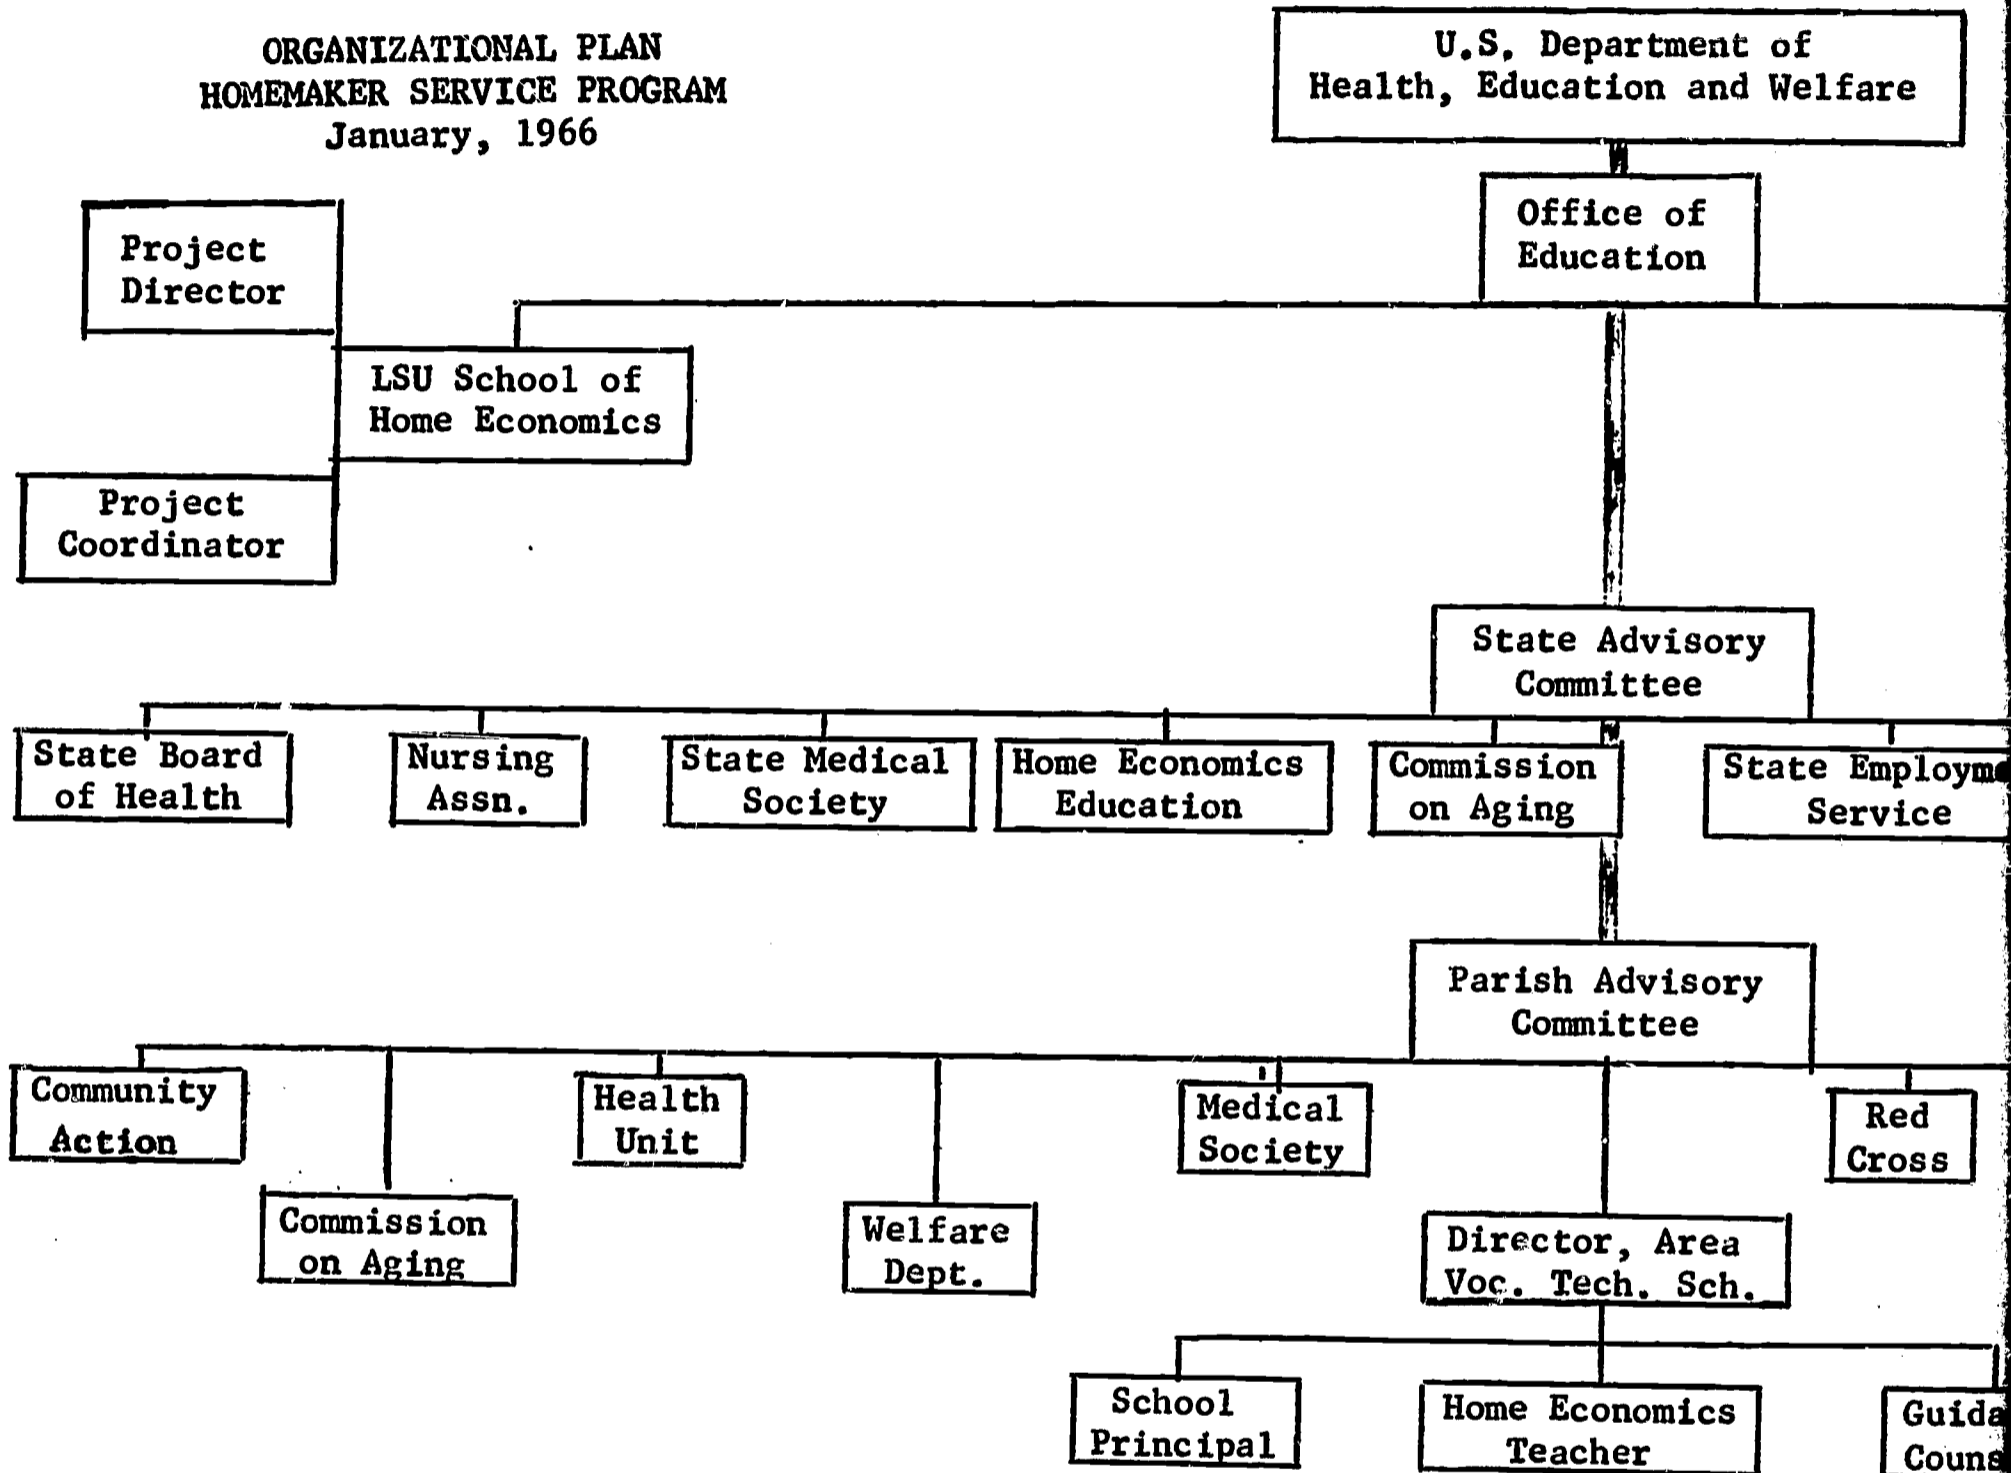 ORGANIZATIONAL PLAN
HOMEMAKER SERVICE PROGRAM
January, 1966
U.S. Department of
Health, Education and Welfare
Office of
Education
Project
Director
LSU School of
Home Economics
Project
Coordinator
State Advisory
Committee
State Board
of Health
Nursing
Assn.
State Medical
Society
Home Economics
Education
Commission
on Aging
State Employme
Service
Parish Advisory
Committee
Community
Action
Commission
on Aging
Health
Unit
Welfare
Dept.
Medical
Society
Director, Area
Voc. Tech. Sch.
Red
Cross
School
Principal
Home Economics
Teacher
Guida
Couns